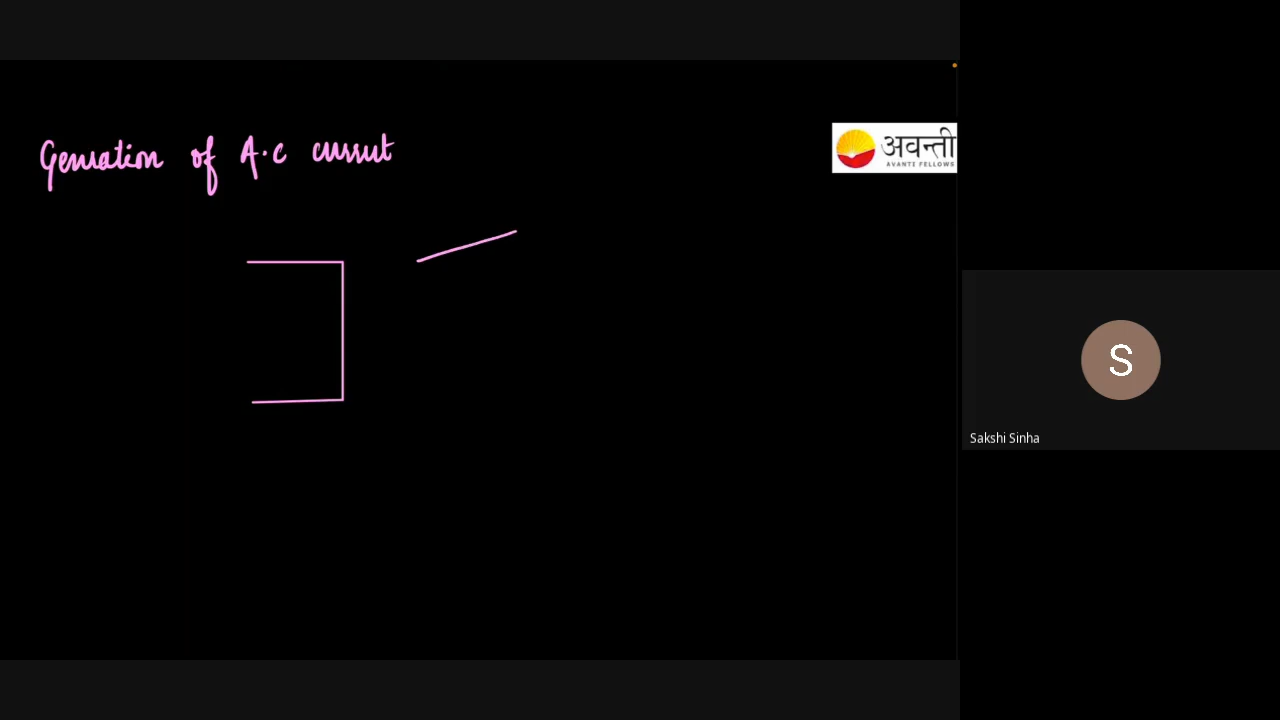 Generation of A.C current
अवन्ती
AVANTI FELLOWS
S
Sakshi Sinha